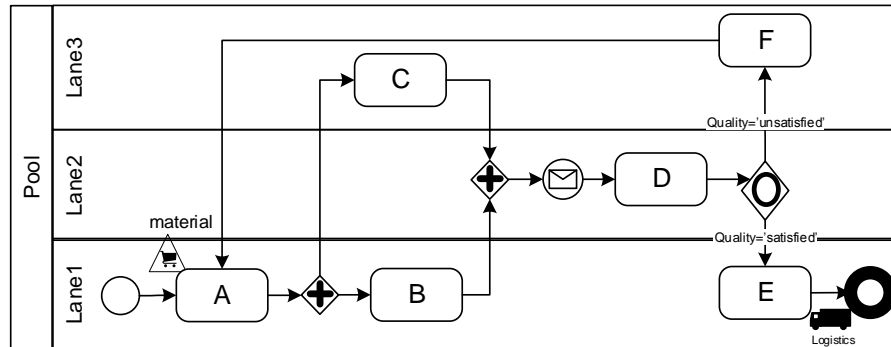 Pool
Lane3
Lane2
Lane1
F
C
Quality='unsatisfied'
D
material
Quality='satisfied'
A
B
E
Logistics